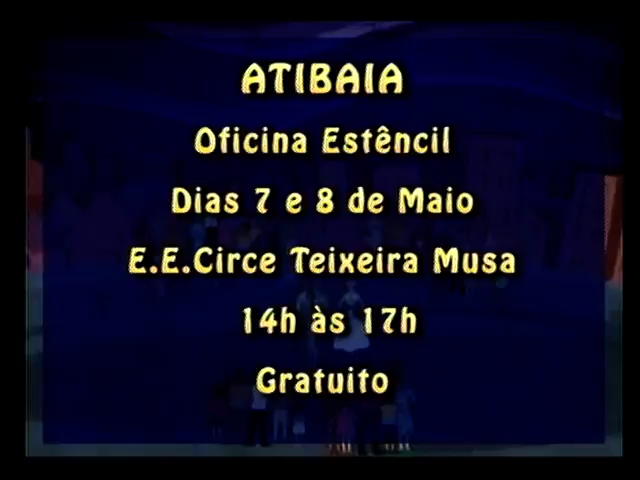 ATIBAIA
Oficina Estêncil
Dias 7 e 8 de Maio
E.E.Circe Teixeira Musa
14h às 17h
Gratuito